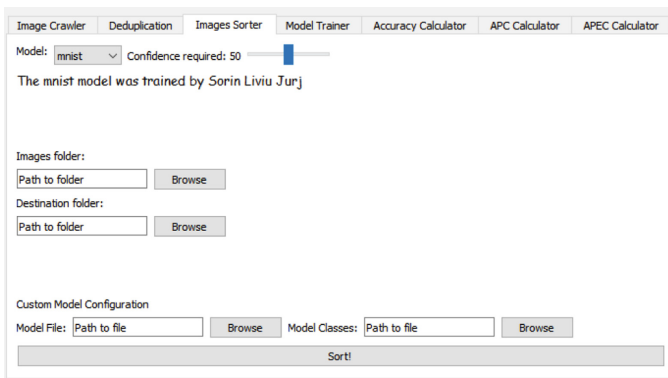 Image Crawler Deduplication Images Sorter Model Trainer Accuracy Calculator APC Calculator APEC Calculator
Model: mnist Confidence required: 50
The mnist model was trained by Sorin Liviu Jurj
Images folder:
Path to folder Browse
Destination folder:
Path to folder Browse
Custom Model Configuration
Model File: Path to file Browse Model Classes: Path to file Browse
Sort!